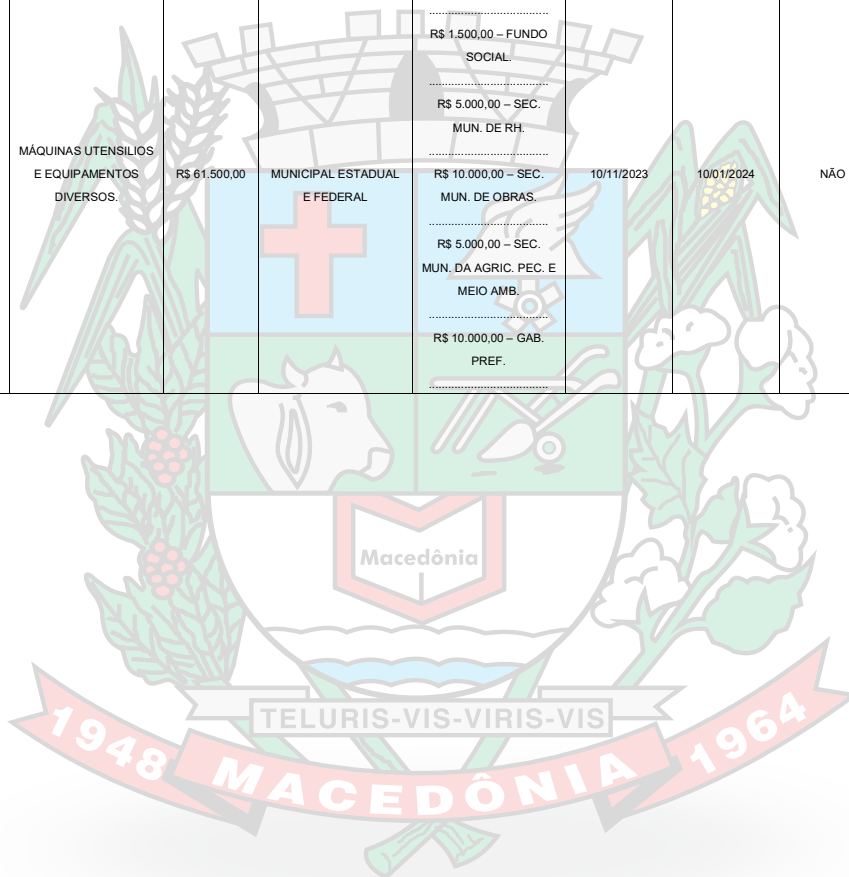 ......................................
R$ 1.500,00 – FUNDO
SOCIAL.
......................................
R$ 5.000,00 – SEC.
MUN. DE RH.
......................................
MÁQUINAS UTENSILIOS
E EQUIPAMENTOS
DIVERSOS.
R$ 61.500,00
MUNICIPAL ESTADUAL
E FEDERAL
R$ 10.000,00 – SEC.
MUN. DE OBRAS.
......................................
R$ 5.000,00 – SEC.
MUN. DA AGRIC. PEC. E
MEIO AMB.
......................................
R$ 10.000,00 – GAB.
PREF.
......................................
10/11/2023
10/01/2024
NÃO
Macedônia
TELURIS-VIS-VIRIS-VIS
1948
MACEDÔNIA
1964